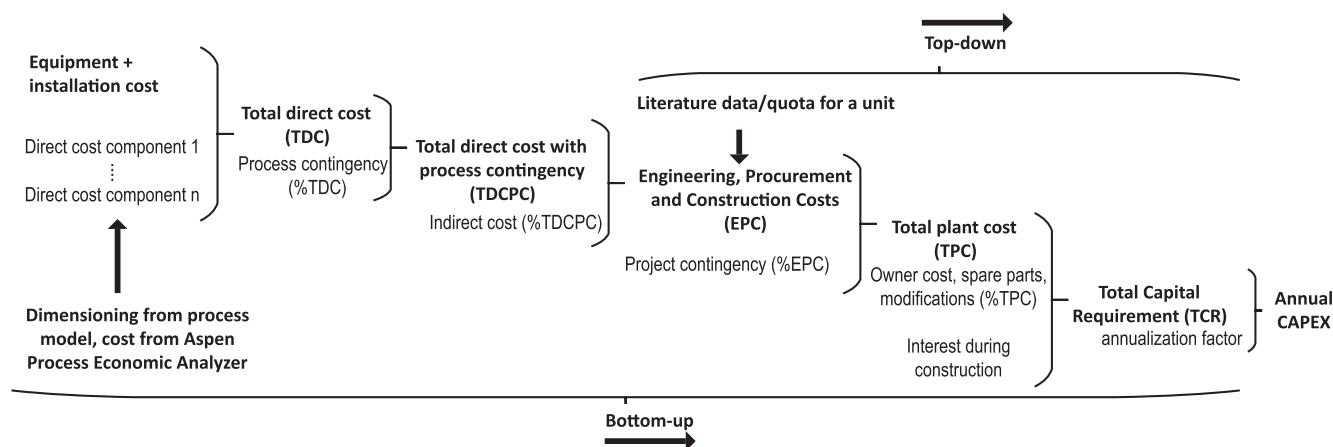 Top-down
Equipment +
installation cost
Direct cost component 1
Direct cost component n
Dimensioning from process
model, cost from Aspen
Process Economic Analyzer
Total direct cost
(TDC)
Process contingency
(%TDC)
Total direct cost with
process contingency
(TDCPC)
Indirect cost (%TDCPC)
Literature data/quota for a unit
Engineering, Procurement
and Construction Costs
(EPC)
Project contingency (%EPC)
Total plant cost
(TPC)
Owner cost, spare parts,
modifications (%TPC)
Interest during
construction
Total Capital
Requirement (TCR)
annualization factor
Annual
CAPEX
Bottom-up